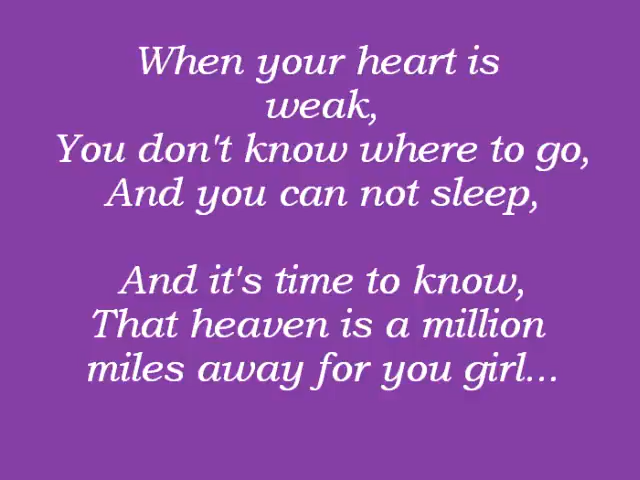 When your heart is
weak,
You don't know where to go,
And you can not sleep,
And it's time to know,
That heaven is a million
miles away for you girl...